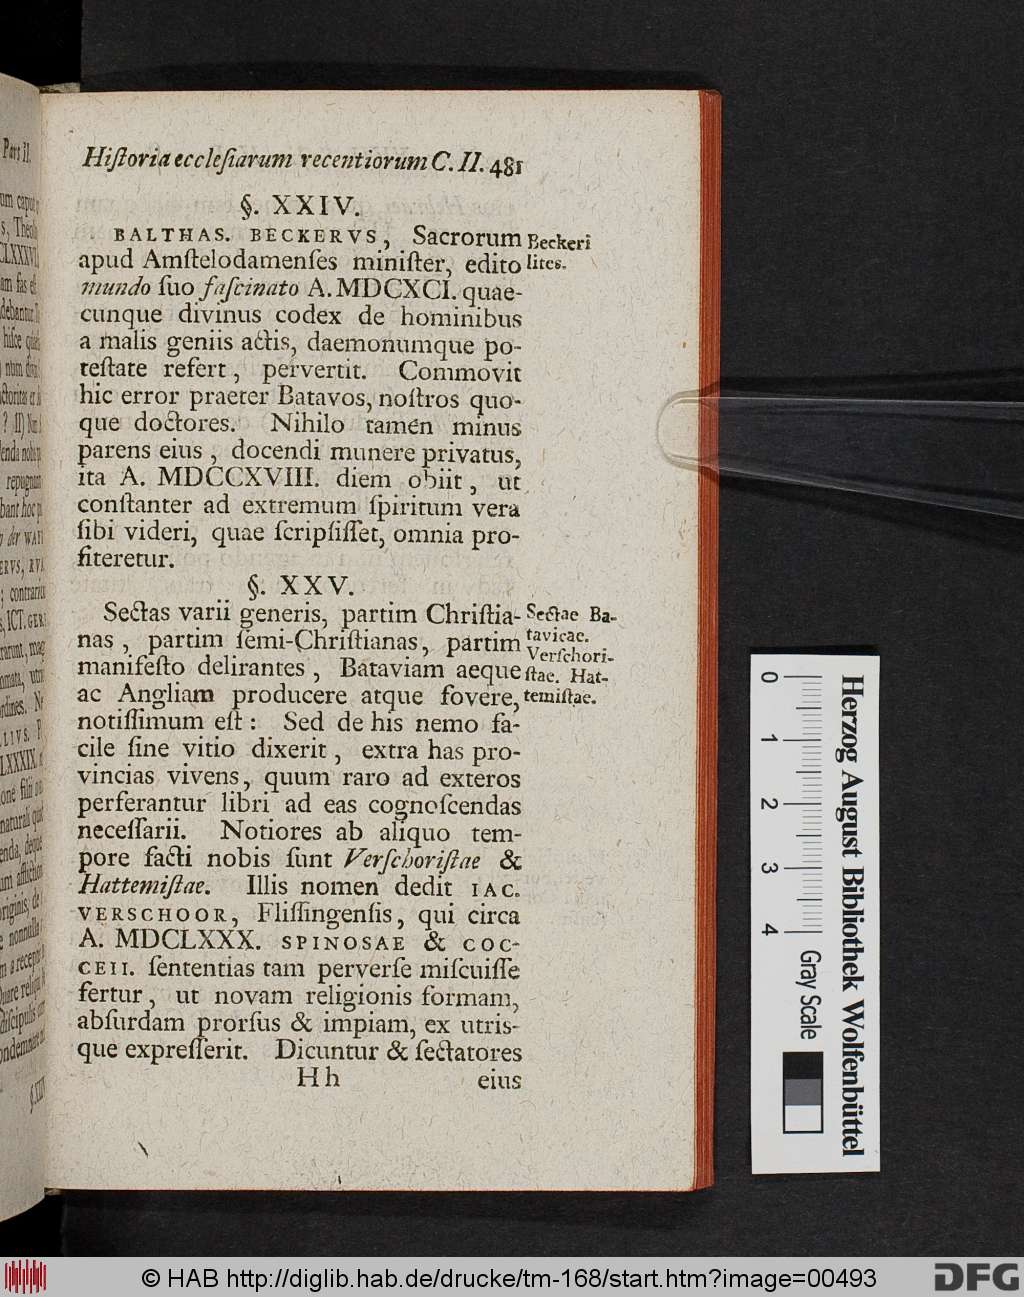 Hiſtoria eccleſiarum recentiorum C. II. 481
§. XXIV.
BALTHAS. BECKERVS, Sacrorum
apud Amſtelodamenſes miniſter, edito
mundo ſuo faſcinato A. MDCXCI. quae-
cunque divinus codex de hominibus
a malis geniis actis, daemonumque po-
teſtate refert, pervertit. Commovit
hic error praeter Batavos, noſtros quo-
que doctores. Nihilo tamen minus
parens eius, docendi munere privatus,
ita A. MDCCXVIII. diem obiit, ut
conſtanter ad extremum ſpiritum vera
ſibi videri, quae ſcripſiſſet, omnia pro-
fiteretur.
Beckeri
lites.
§. XXV.
Sectas varii generis, partim Chriſtia-
nas, partim ſemi-Chriſtianas, partim
manifeſto delirantes, Bataviam aeque
ac Angliam producere atque fovere,
notiſſimum eſt: Sed de his nemo fa-
cile ſine vitio dixerit, extra has pro-
vincias vivens, quum raro ad exteros
perferantur libri ad eas cognoſcendas
neceſſarii. Notiores ab aliquo tem-
pore facti nobis ſunt Verſchoriſtae &
Hattemiſtae. Illis nomen dedit IAC.
VERSCHOOR, Fliſſingenſis, qui circa
A. MDCLXXX. SPINOSAE & COC-
CEII. ſententias tam perverſe miſcuiſſe
fertur, ut novam religionis formam,
abſurdam prorſus & impiam, ex utris-
que expreſſerit. Dicuntur & ſectatores
Sectae Ba-
tavicae.
Verſchori-
ſtae. Hat-
temiſtae.
Hh eius
Pars II.
0 1 2 3 4
Herzog August Bibliothek Wolfenbüttel
Gray Scale
© HAB http://diglib.hab.de/drucke/tm-168/start.htm?image=00493
DFG